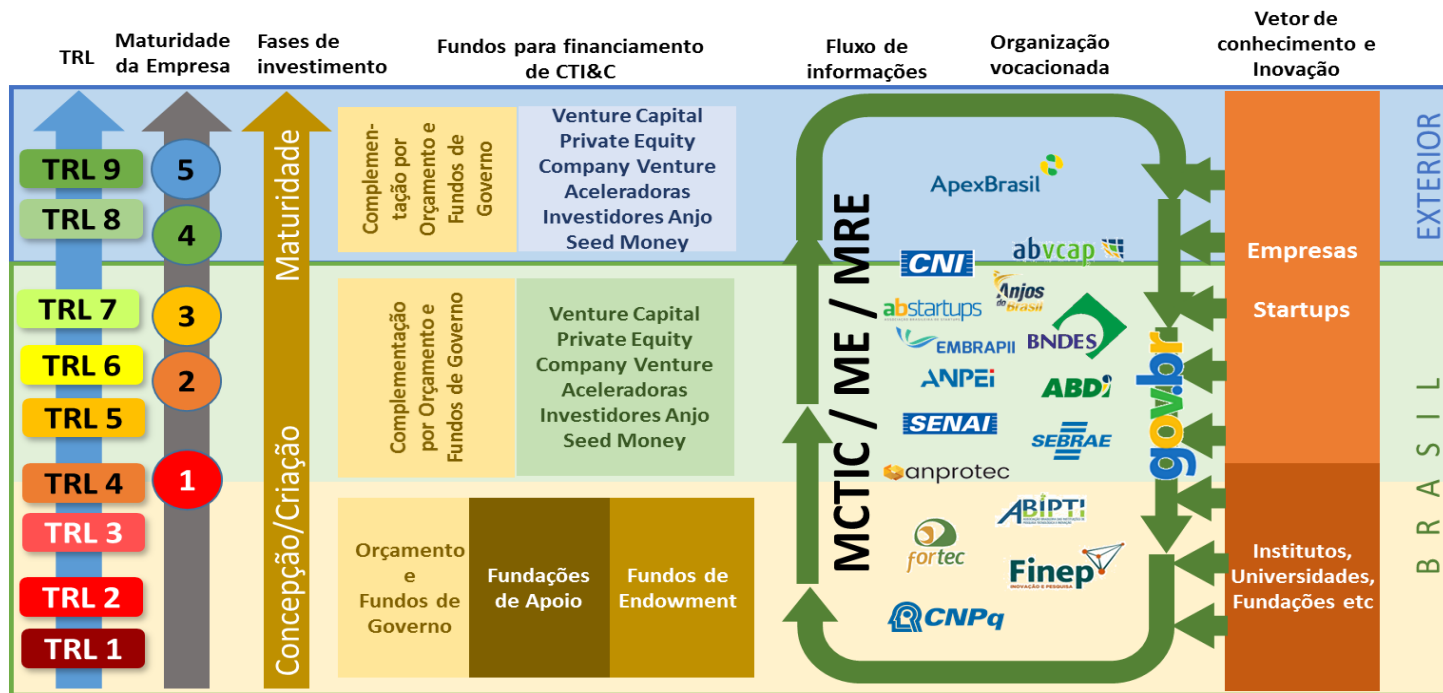 TRL
Maturidade
da Empresa
Fases de
investimento
Fundos para financiamento
de CTI&C
Fluxo de
informações
Organização
vocacionada
Vetor de
conhecimento e
Inovação
TRL 9
TRL 8
TRL 7
TRL 6
TRL 5
TRL 4
TRL 3
TRL 2
TRL 1
5
4
3
2
1
Maturidade
Concepção/Criação
Complemen-
tação por
Orçamento e
Fundos de
Governo
Venture Capital
Private Equity
Company Venture
Aceleradoras
Investidores Anjo
Seed Money
Complementação
por Orçamento e
Fundos de Governo
Venture Capital
Private Equity
Company Venture
Aceleradoras
Investidores Anjo
Seed Money
Orçamento
e
Fundos de
Governo
Fundações
de Apoio
Fundos de
Endowment
MCTIC / ME / MRE
ApexBrasil
CNI
abvcap
abstartups
Anjos
do Brasil
EMBRAPII
BNDES
ANPEi
ABDi
SENAI
SEBRAE
anprotec
ABIPTI
fortec
Finep
INOVAÇÃO E PESQUISA
CNPq
gov.br
Empresas
Startups
Institutos,
Universidades,
Fundações etc
EXTERIOR
BRASIL